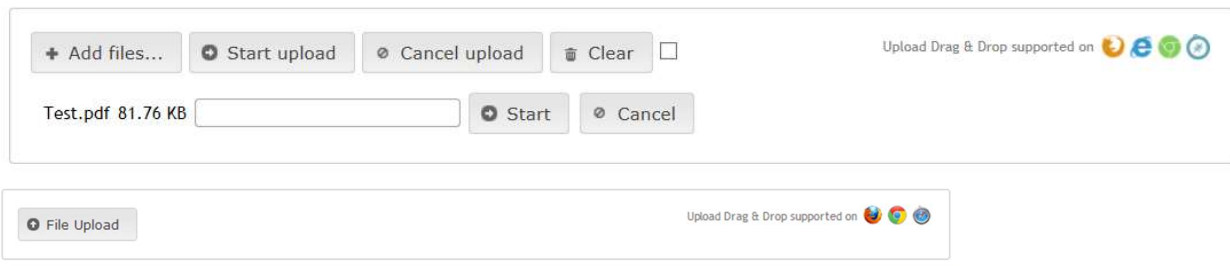 Add files... Start upload Cancel upload Clear Upload Drag & Drop supported on
Test.pdf 81.76 KB Start Cancel
File Upload Upload Drag & Drop supported on